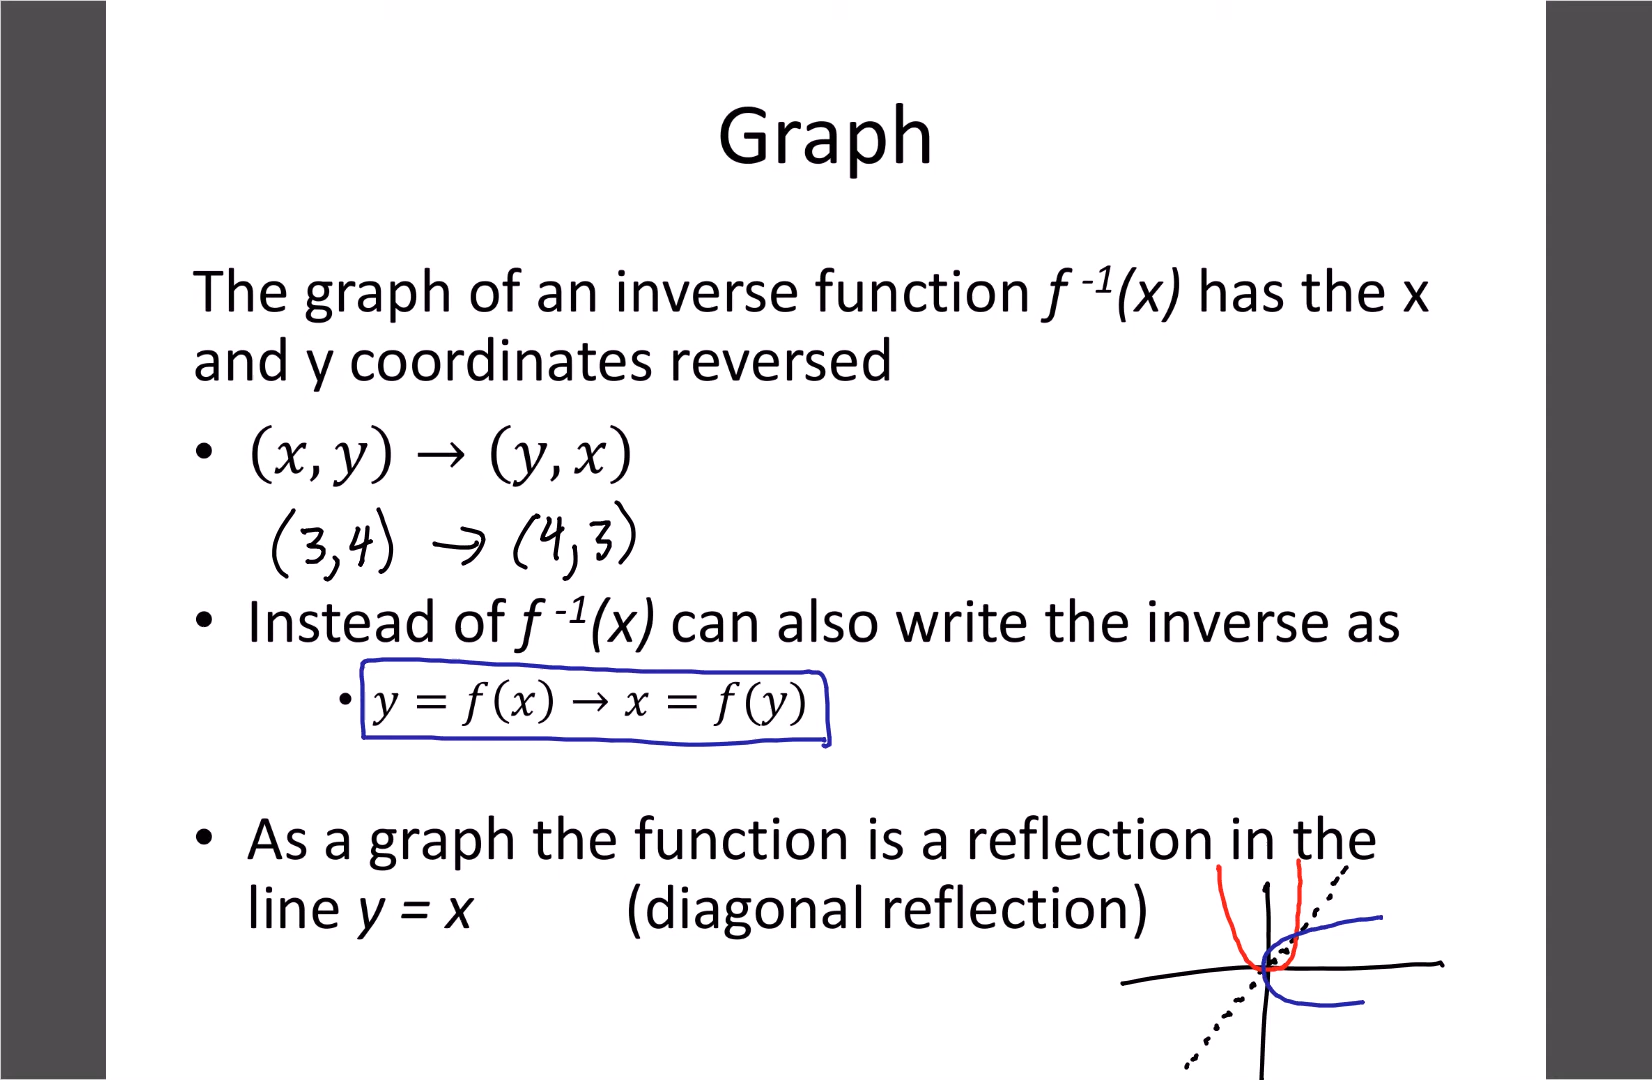 Graph
The graph of an inverse function f ⁻¹(x) has the x
and y coordinates reversed
• (x, y) → (y, x)
(3,4) → (4,3)
• Instead of f ⁻¹(x) can also write the inverse as
• y = f(x) → x = f(y)
• As a graph the function is a reflection in the
line y = x (diagonal reflection)